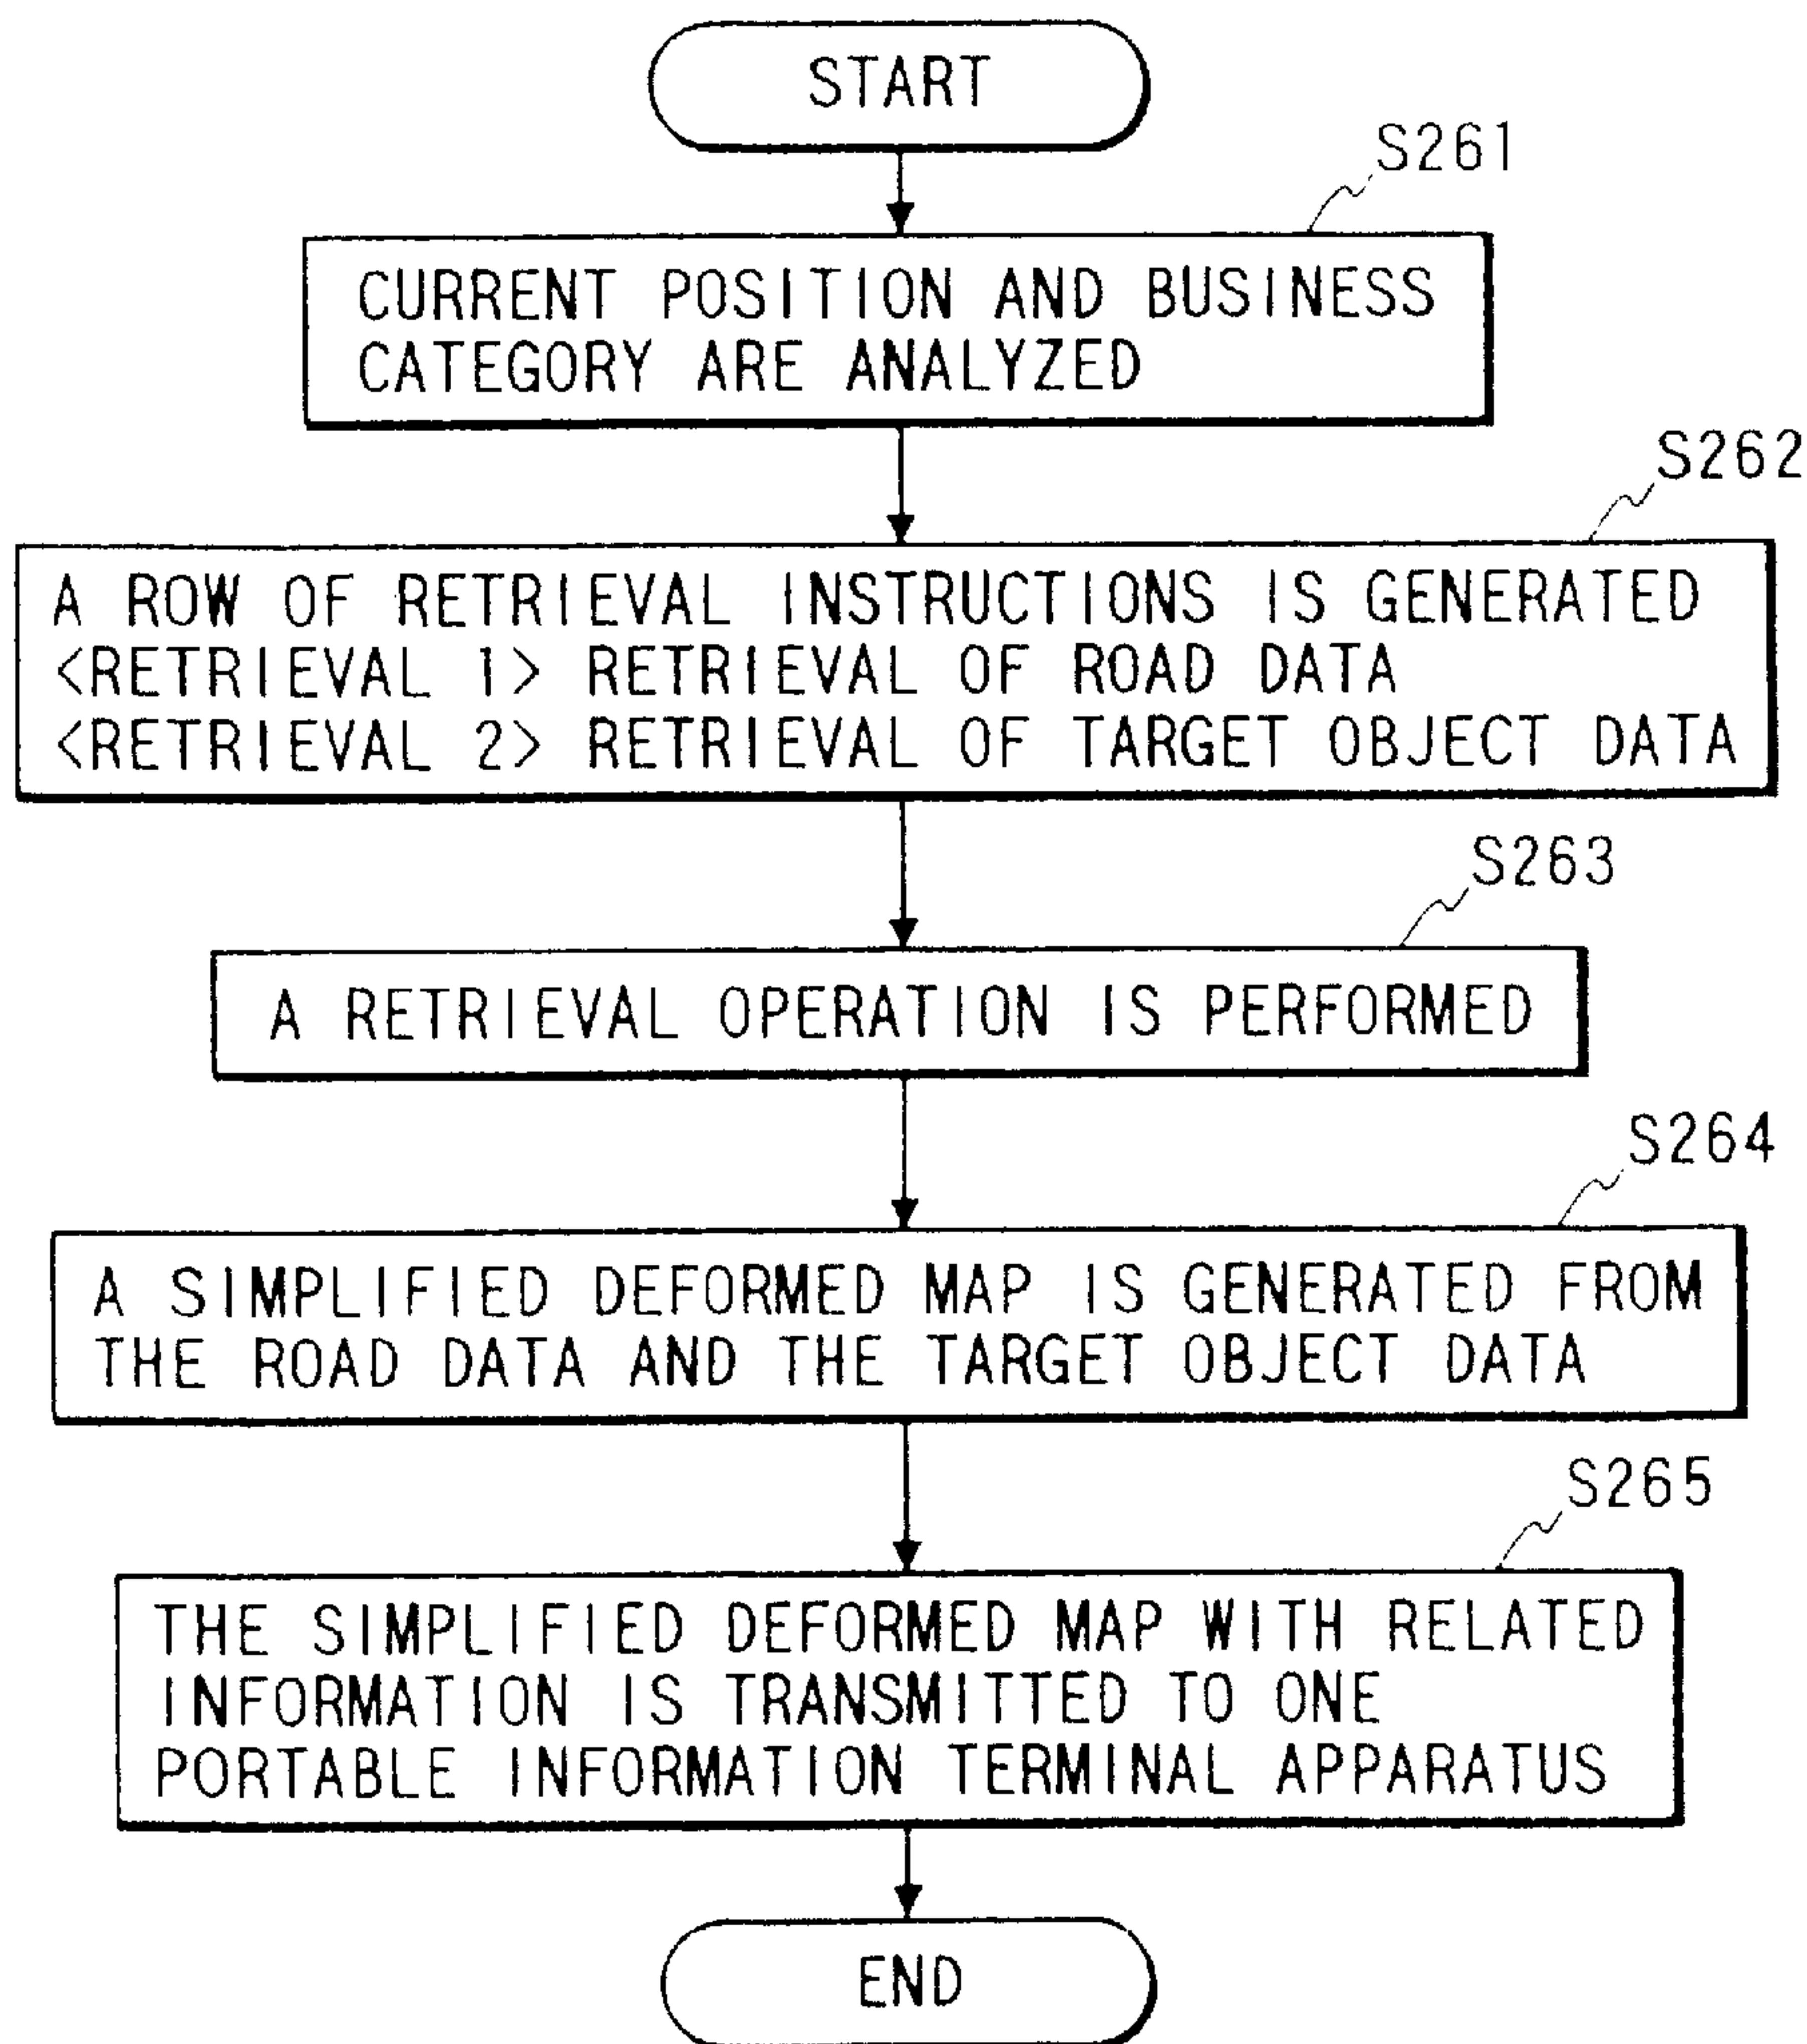 START
S261
CURRENT POSITION AND BUSINESS
CATEGORY ARE ANALYZED
S262
A ROW OF RETRIEVAL INSTRUCTIONS IS GENERATED
<RETRIEVAL 1> RETRIEVAL OF ROAD DATA
<RETRIEVAL 2> RETRIEVAL OF TARGET OBJECT DATA
S263
A RETRIEVAL OPERATION IS PERFORMED
S264
A SIMPLIFIED DEFORMED MAP IS GENERATED FROM
THE ROAD DATA AND THE TARGET OBJECT DATA
S265
THE SIMPLIFIED DEFORMED MAP WITH RELATED
INFORMATION IS TRANSMITTED TO ONE
PORTABLE INFORMATION TERMINAL APPARATUS
END